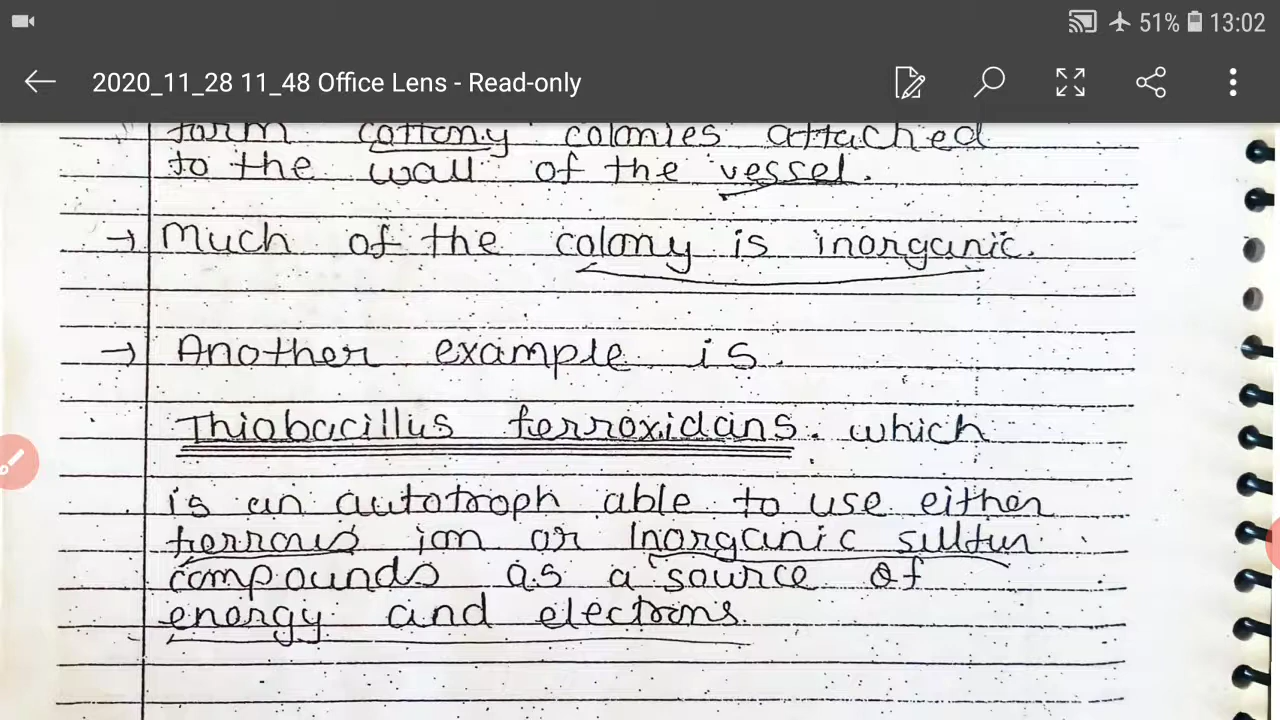 51% 13:02
2020_11_28 11_48 Office Lens - Read-only
form cottony colonies attached
to the wall of the vessel.
→ Much of the colony is inorganic.
→ Another example is
Thiobacillus ferroxidans. which
is an autotroph able to use either
ferrous ion or Inorganic sulfur
compounds as a source of
energy and electrons.